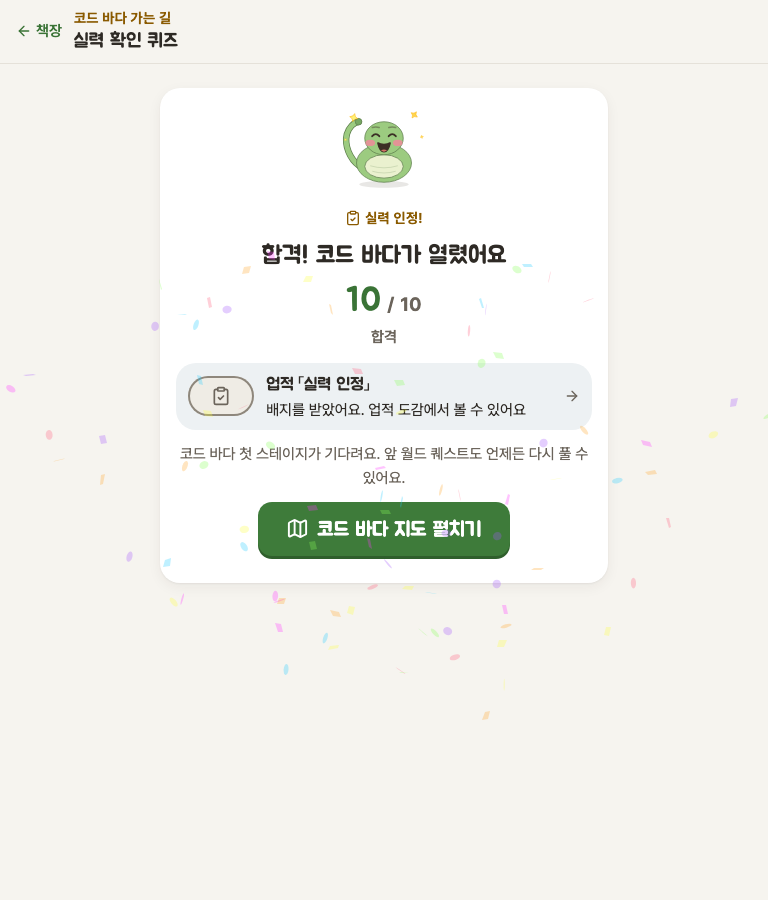 책장
코드 바다 가는 길
실력 확인 퀴즈
실력 인정!
합격! 코드 바다가 열렸어요
10 / 10
합격
업적 「실력 인정」
배지를 받았어요. 업적 도감에서 볼 수 있어요
코드 바다 첫 스테이지가 기다려요. 앞 월드 퀘스트도 언제든 다시 풀 수
있어요.
코드 바다 지도 펼치기